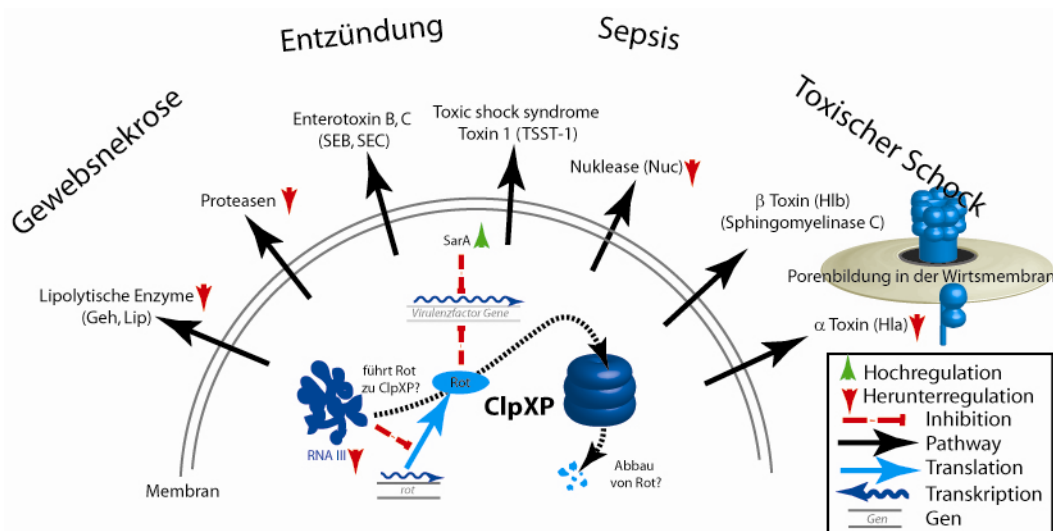 Entzündung
Sepsis
Gewebsnekrose
Toxischer Schock
Enterotoxin B, C
(SEB, SEC)
Toxic shock syndrome
Toxin 1 (TSST-1)
Nuklease (Nuc)
Proteasen
β Toxin (Hlb)
(Sphingomyelinase C)
SarA
Porenbildung in der Wirtsmembran
Lipolytische Enzyme
(Geh, Lip)
Virulenzfactor Gene
α Toxin (Hla)
führt Rot
zu ClpXP?
Rot
ClpXP
RNA III
rot
Abbau
von Rot?
Membran
Hochregulation
Herunterregulation
Inhibition
Pathway
Translation
Transkription
Gen
Gen